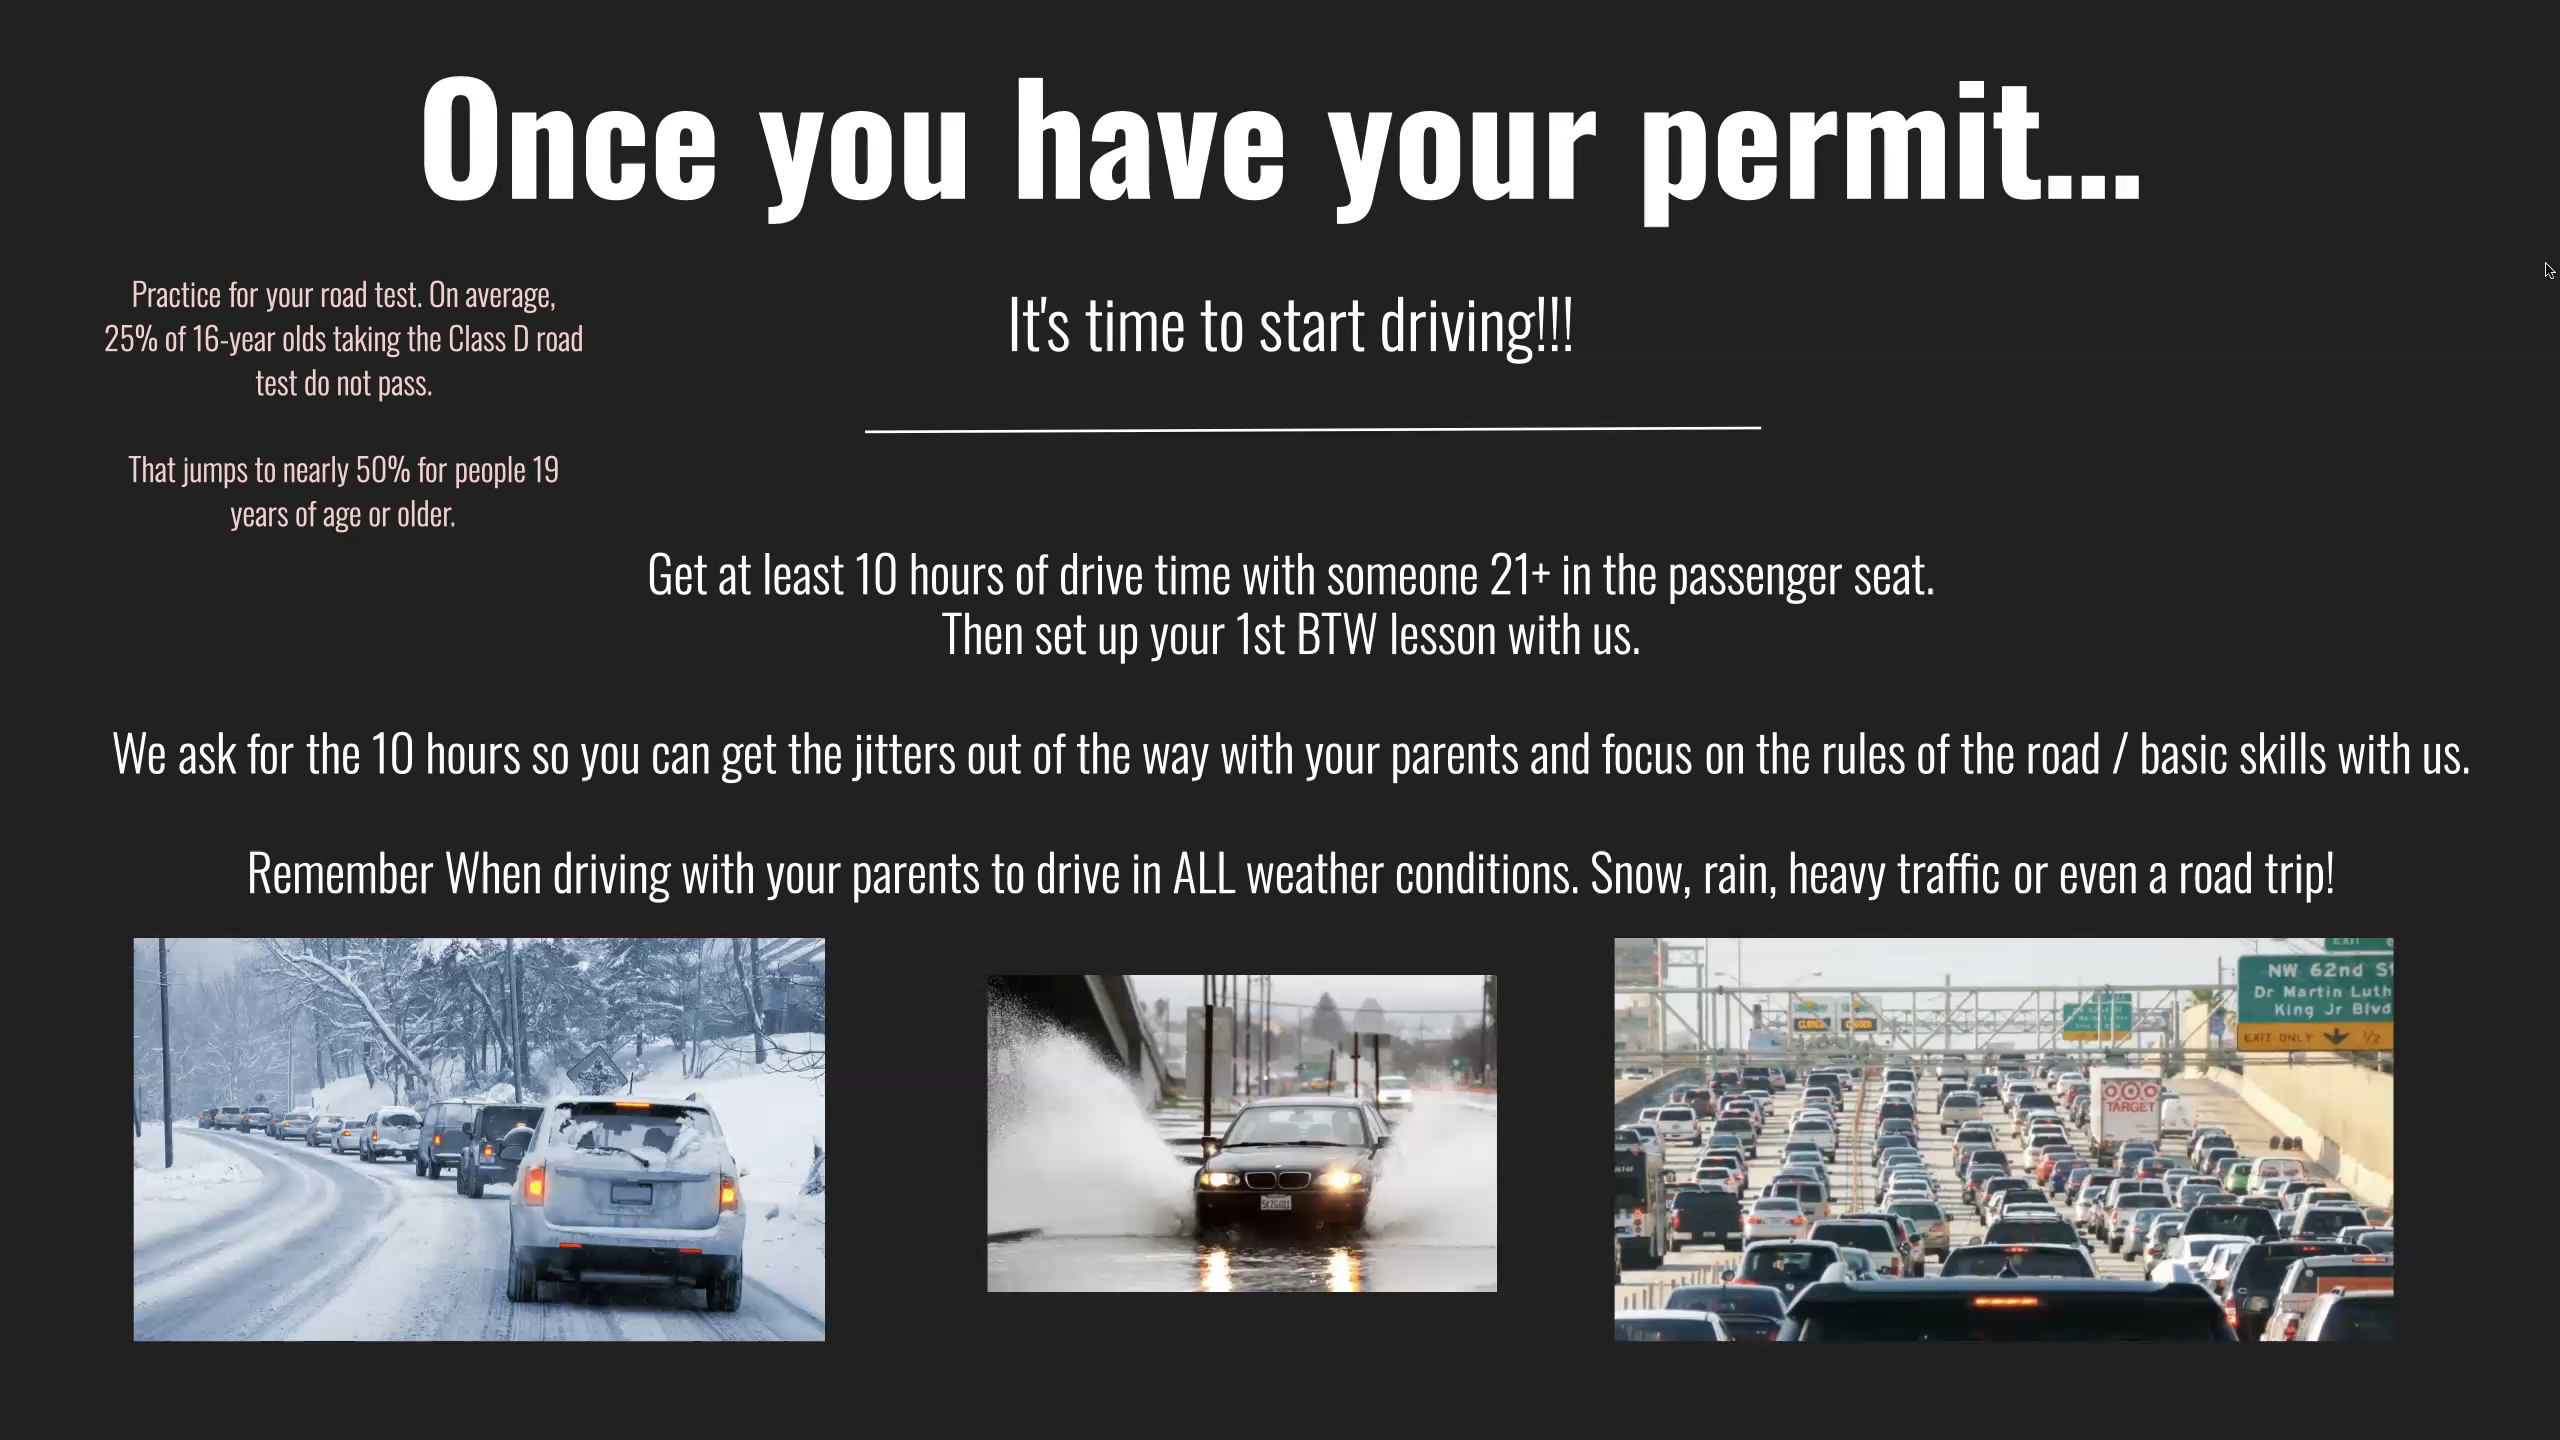 Once you have your permit...
Practice for your road test. On average,
25% of 16-year olds taking the Class D road
test do not pass.
That jumps to nearly 50% for people 19
years of age or older.
It's time to start driving!!!
Get at least 10 hours of drive time with someone 21+ in the passenger seat.
Then set up your 1st BTW lesson with us.
We ask for the 10 hours so you can get the jitters out of the way with your parents and focus on the rules of the road / basic skills with us.
Remember When driving with your parents to drive in ALL weather conditions. Snow, rain, heavy traffic or even a road trip!
EXIT
NW 62nd St
Dr Martin Luth
King Jr Blvd
EXIT ONLY 1/2
TARGET